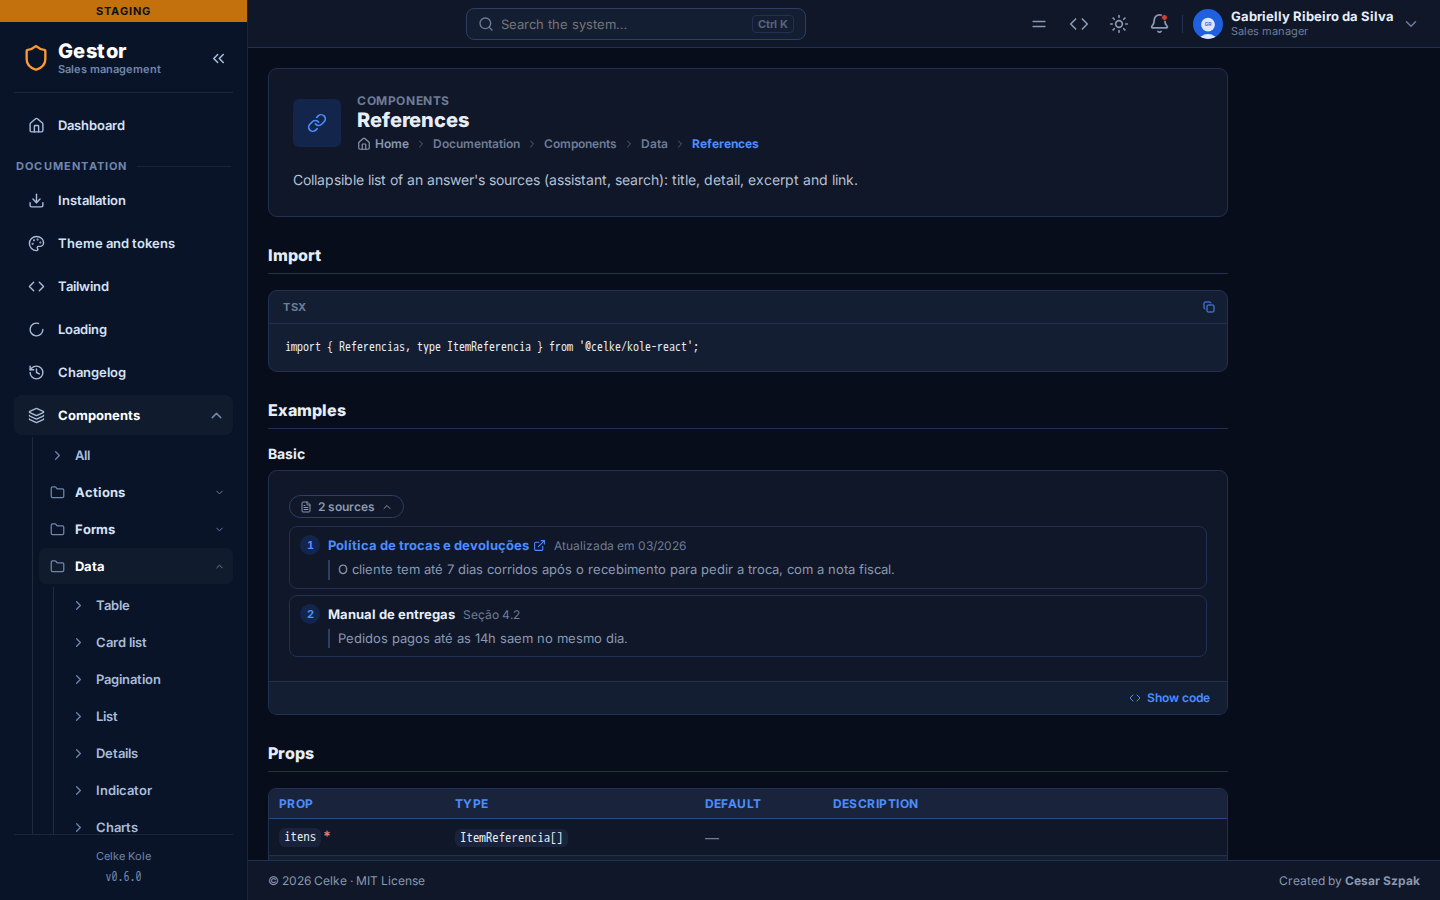 STAGING
Gestor
Sales management
Dashboard
DOCUMENTATION
Installation
Theme and tokens
Tailwind
Loading
Changelog
Components
All
Actions
Forms
Data
Table
Card list
Pagination
List
Details
Indicator
Charts
Celke Kole
v0.6.0
Search the system...
Ctrl K
GR
Gabrielly Ribeiro da Silva
Sales manager
COMPONENTS
References
Home
Documentation
Components
Data
References
Collapsible list of an answer's sources (assistant, search): title, detail, excerpt and link.
Import
TSX
import { Referencias, type ItemReferencia } from '@celke/kole-react';
Examples
Basic
2 sources
1 Política de trocas e devoluções Atualizada em 03/2026
O cliente tem até 7 dias corridos após o recebimento para pedir a troca, com a nota fiscal.
2 Manual de entregas Seção 4.2
Pedidos pagos até as 14h saem no mesmo dia.
Show code
Props
PROP TYPE DEFAULT DESCRIPTION
itens * ItemReferencia[] —
© 2026 Celke · MIT License
Created by Cesar Szpak